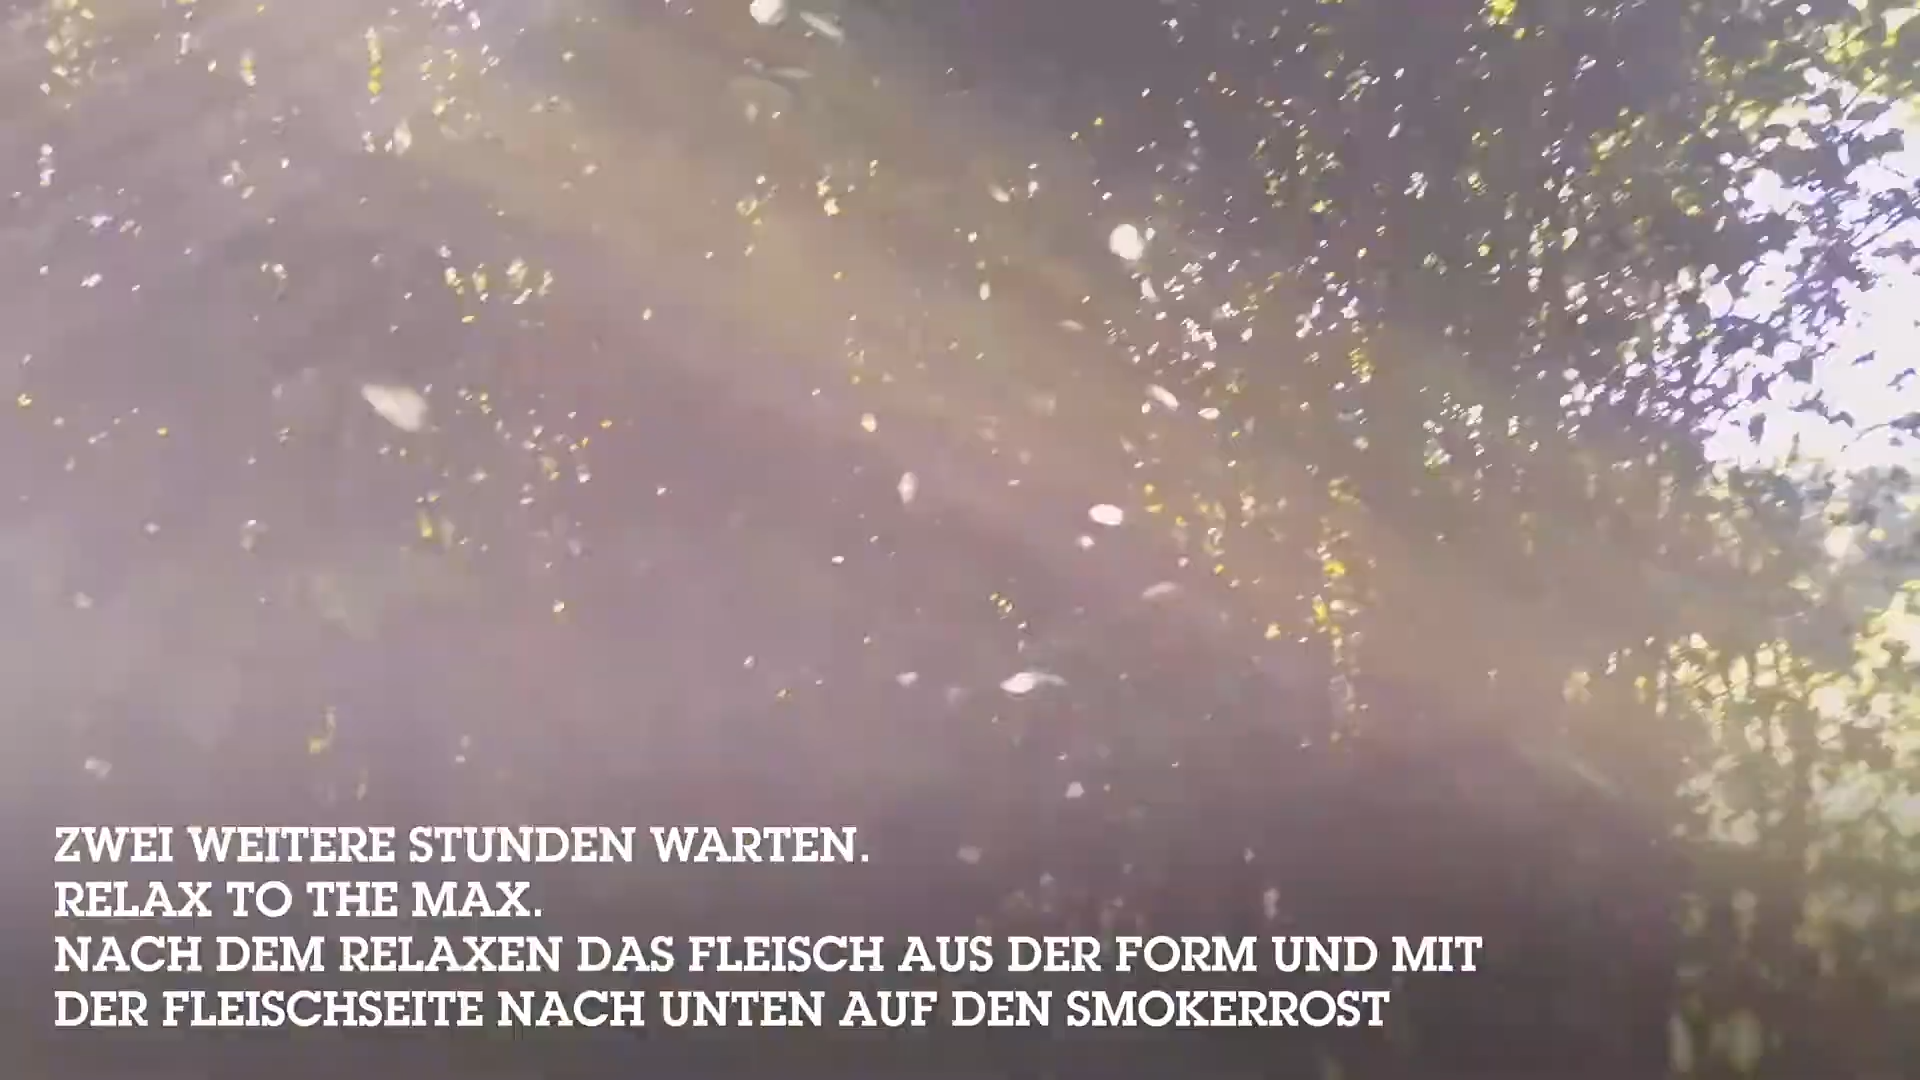 ZWEI WEITERE STUNDEN WARTEN.
RELAX TO THE MAX.
NACH DEM RELAXEN DAS FLEISCH AUS DER FORM UND MIT
DER FLEISCHSEITE NACH UNTEN AUF DEN SMOKERROST